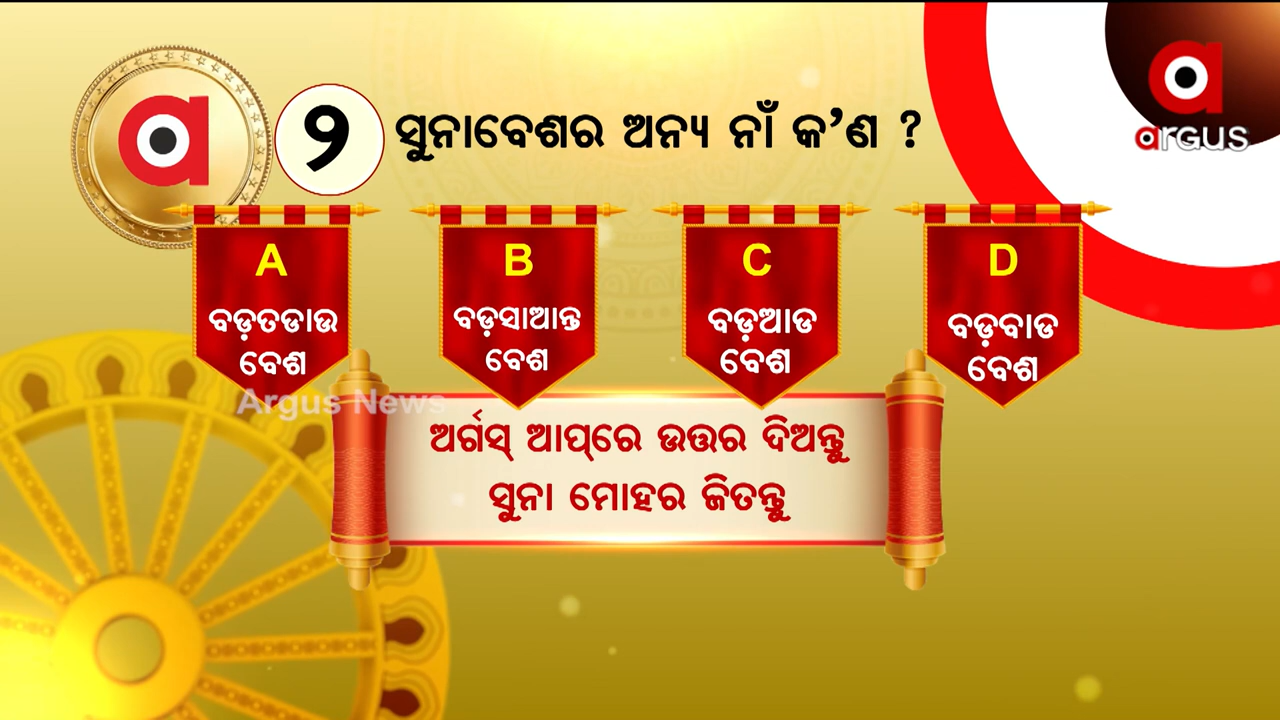 a
୨
ସୁନାବେଶର ଅନ୍ୟ ନାଁ କ'ଣ ?
a
argus
A
ବଡ଼ତଡାଉ
ବେଶ
B
ବଡ଼ସାଆନ୍ତ
ବେଶ
C
ବଡ଼ଆଡ
ବେଶ
D
ବଡ଼ବାଡ
ବେଶ
Argus News
ଅର୍ଗସ୍ ଆପ୍‌ରେ ଉତ୍ତର ଦିଅନ୍ତୁ
ସୁନା ମୋହର ଜିତନ୍ତୁ